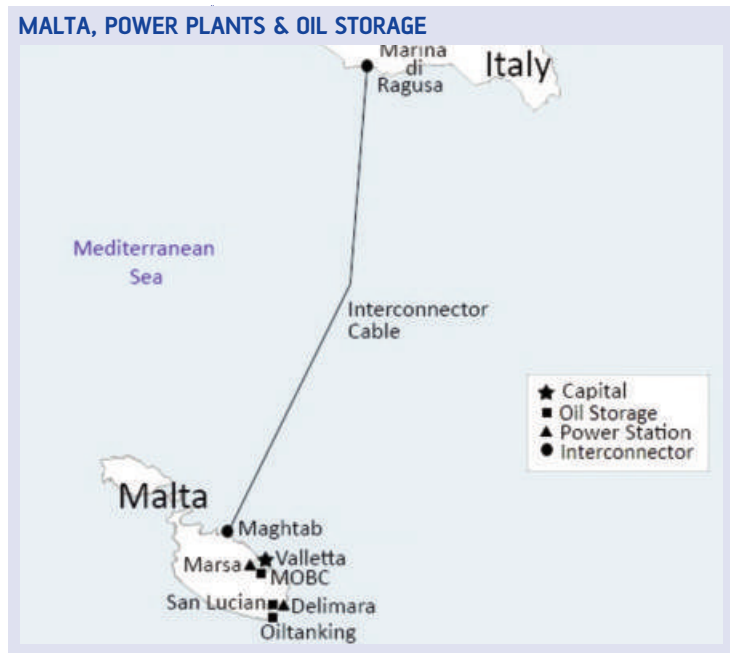 MALTA, POWER PLANTS & OIL STORAGE
Marina
di
Ragusa
Italy
Mediterranean
Sea
Interconnector
Cable
Capital
Oil Storage
Power Station
Interconnector
Malta
Maghtab
Valletta
Marsa
MOBC
San Lucian
Delimara
Oiltanking